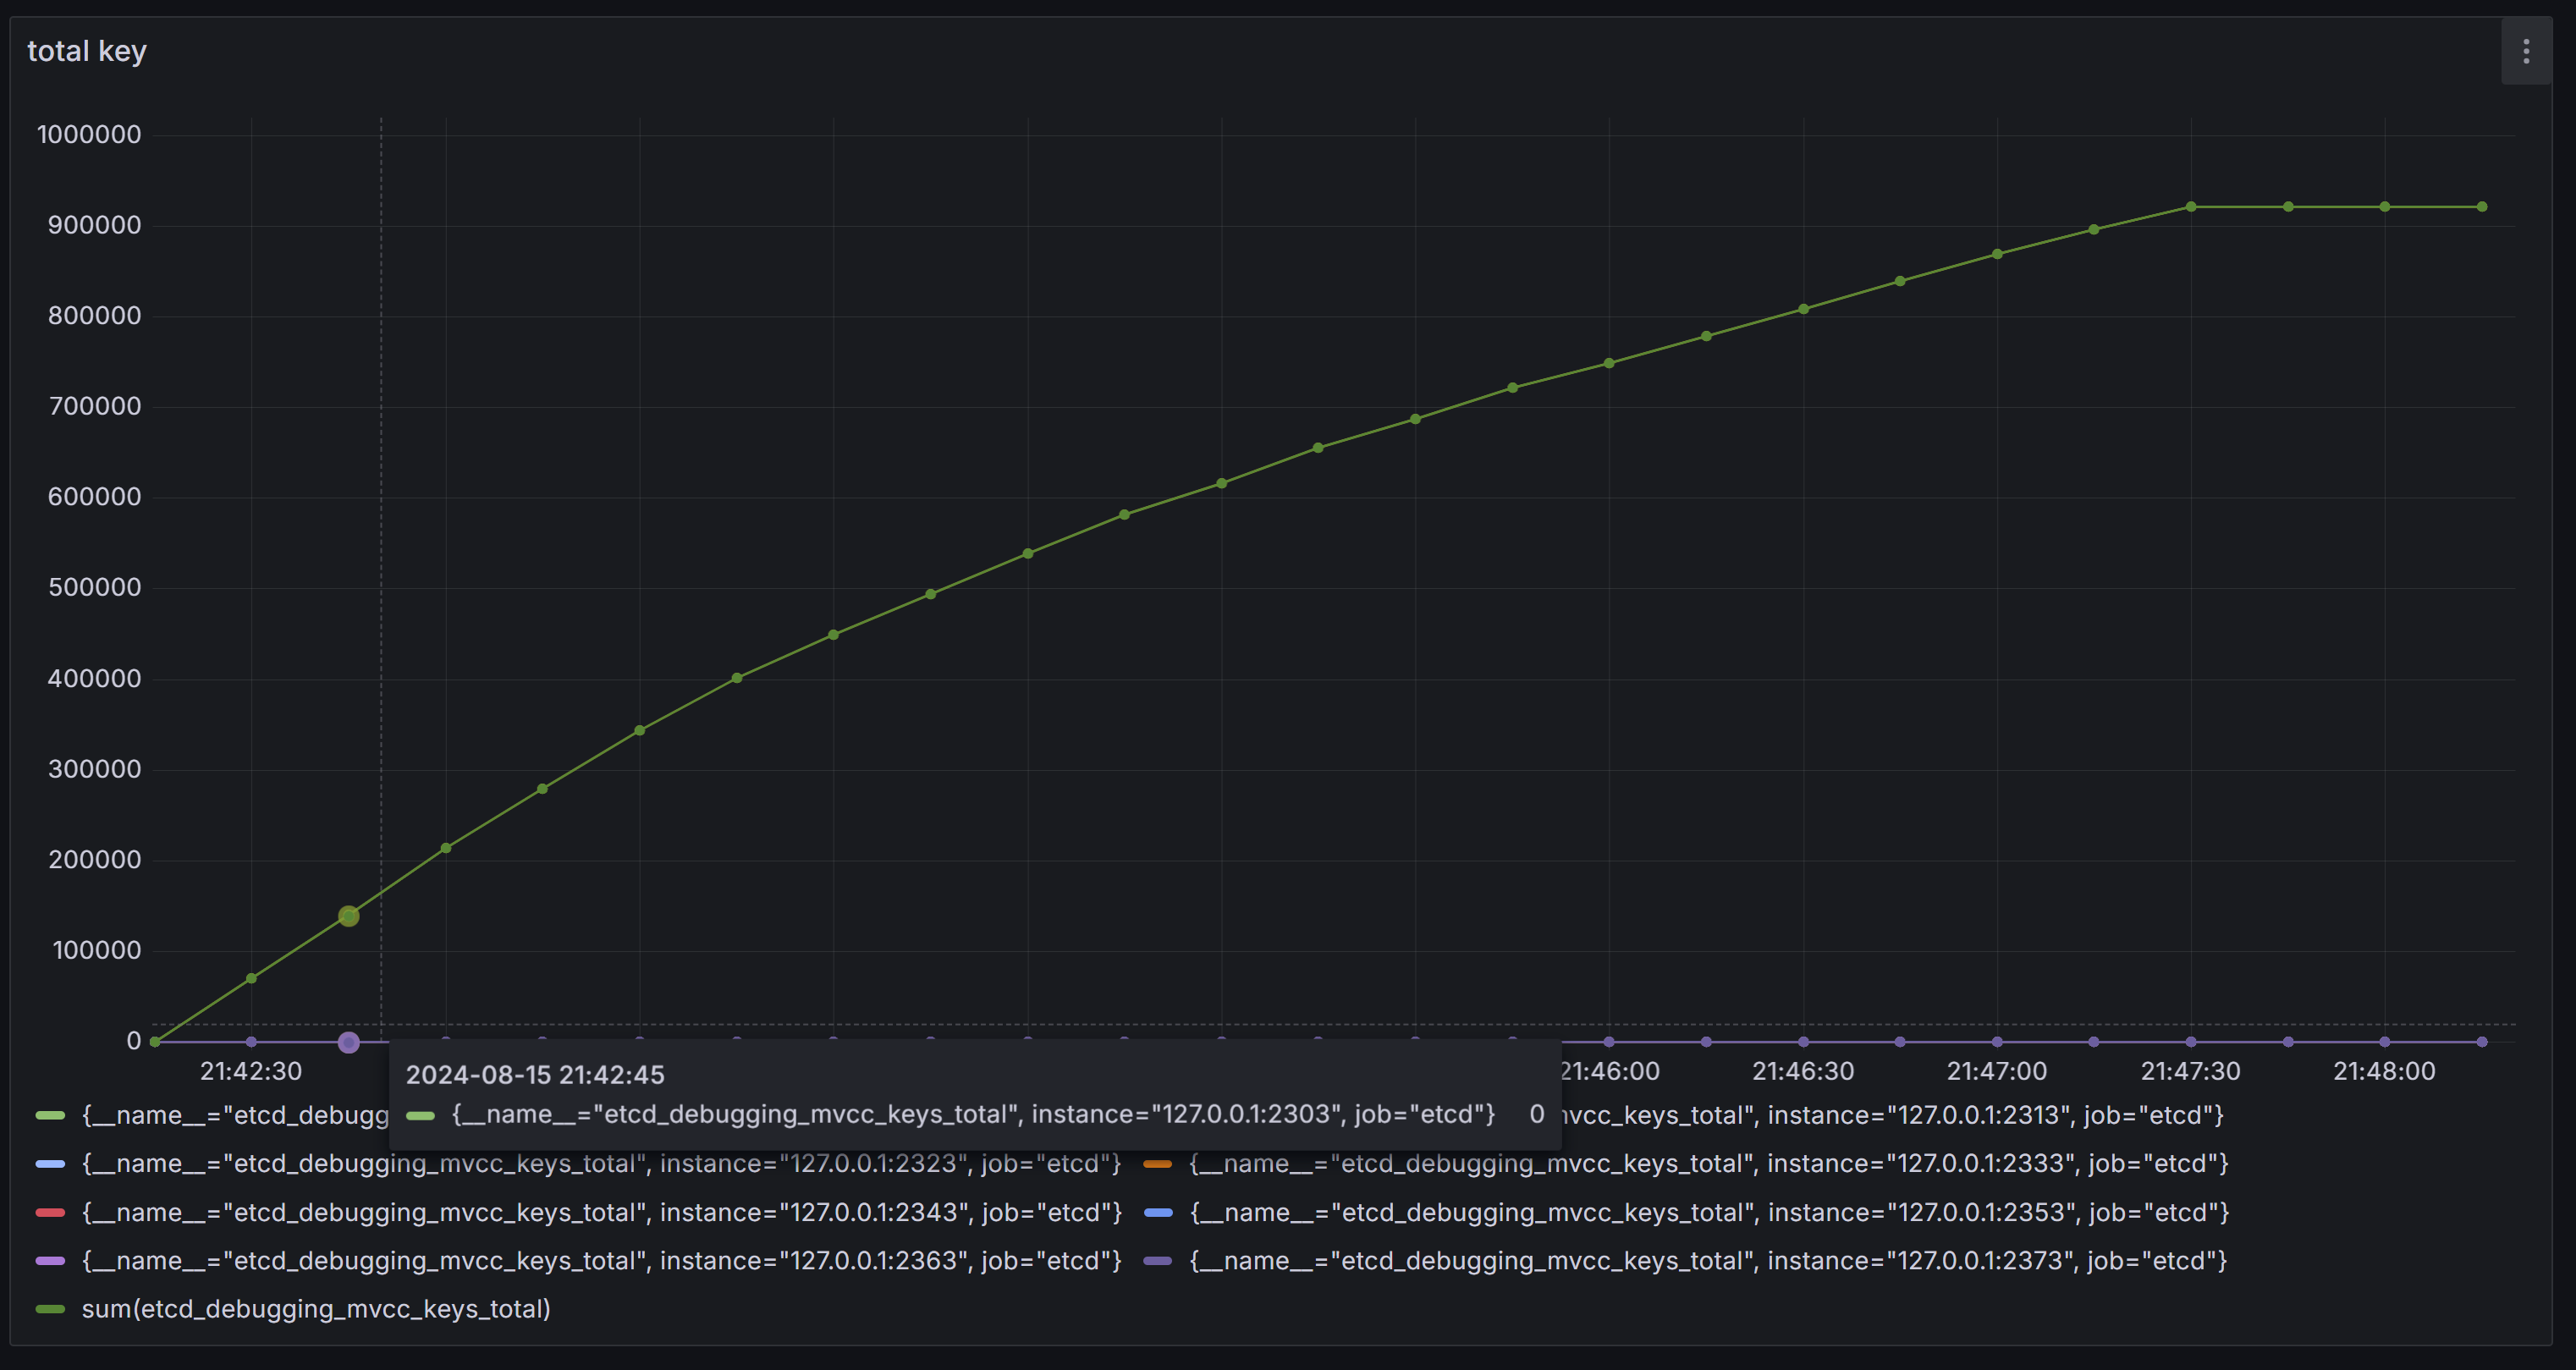 total key
1000000
900000
800000
700000
600000
500000
400000
300000
200000
100000
0
21:42:30 21:46:00 21:46:30 21:47:00 21:47:30 21:48:00
2024-08-15 21:42:45
{__name__="etcd_debugging_mvcc_keys_total", instance="127.0.0.1:2303", job="etcd"} 0
{__name__="etcd_debugg vcc_keys_total", instance="127.0.0.1:2313", job="etcd"}
{__name__="etcd_debugging_mvcc_keys_total", instance="127.0.0.1:2323", job="etcd"} {__name__="etcd_debugging_mvcc_keys_total", instance="127.0.0.1:2333", job="etcd"}
{__name__="etcd_debugging_mvcc_keys_total", instance="127.0.0.1:2343", job="etcd"} {__name__="etcd_debugging_mvcc_keys_total", instance="127.0.0.1:2353", job="etcd"}
{__name__="etcd_debugging_mvcc_keys_total", instance="127.0.0.1:2363", job="etcd"} {__name__="etcd_debugging_mvcc_keys_total", instance="127.0.0.1:2373", job="etcd"}
sum(etcd_debugging_mvcc_keys_total)